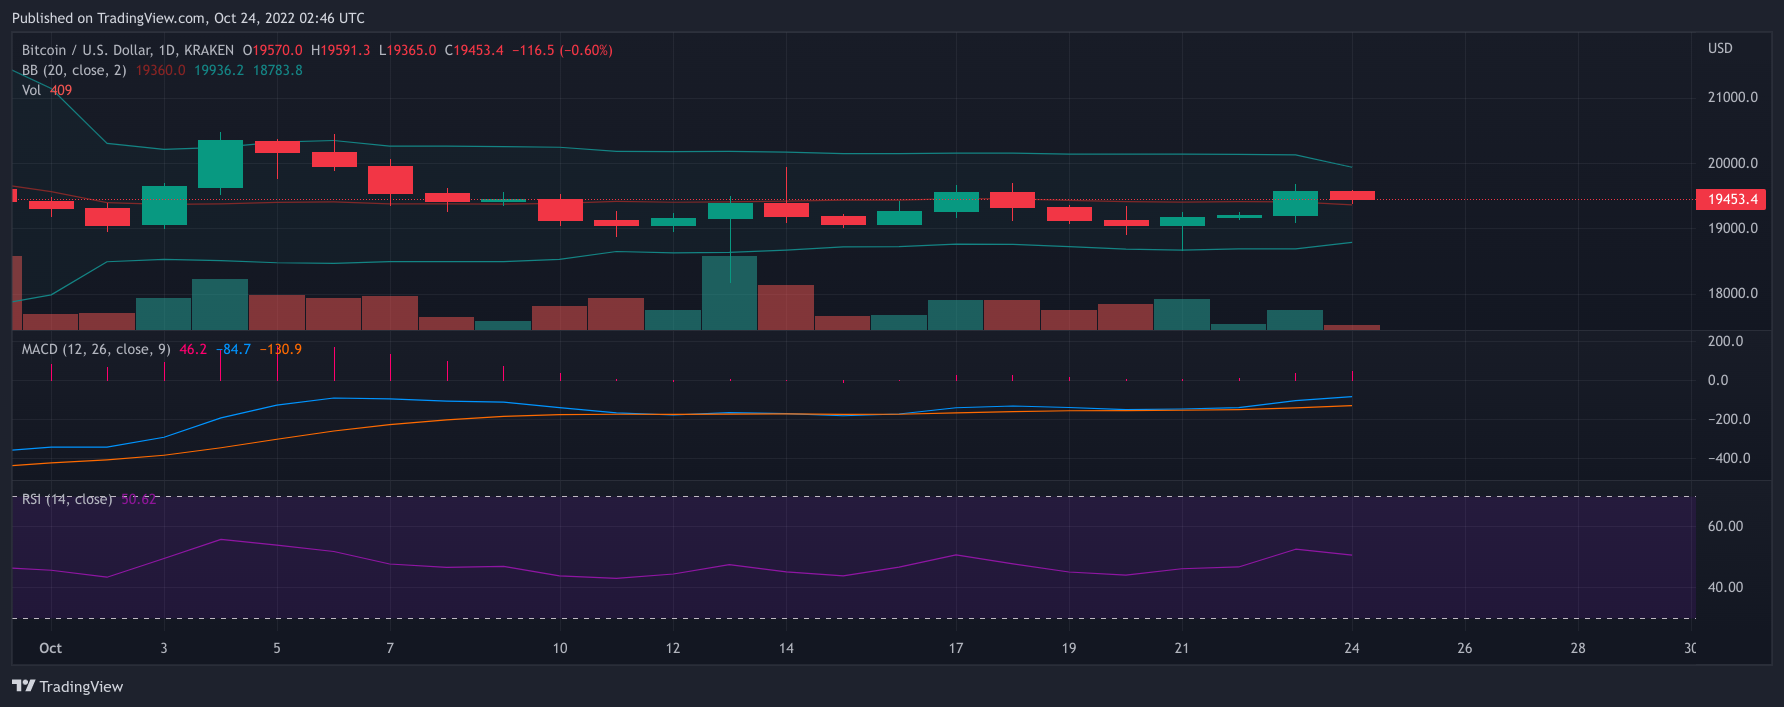 Published on TradingView.com, Oct 24, 2022 02:46 UTC
Bitcoin / U.S. Dollar, 1D, KRAKEN O19570.0 H19591.3 L19365.0 C19453.4 −116.5 (−0.60%)
USD
BB (20, close, 2) 19360.0 19936.2 18783.8
Vol 409
21000.0
20000.0
19453.4
19000.0
18000.0
MACD (12, 26, close, 9) 46.2 −84.7 −130.9
200.0
0.0
−200.0
−400.0
RSI (14, close) 50.62
60.00
40.00
Oct 3 5 7 10 12 14 17 19 21 24 26 28 30
TradingView